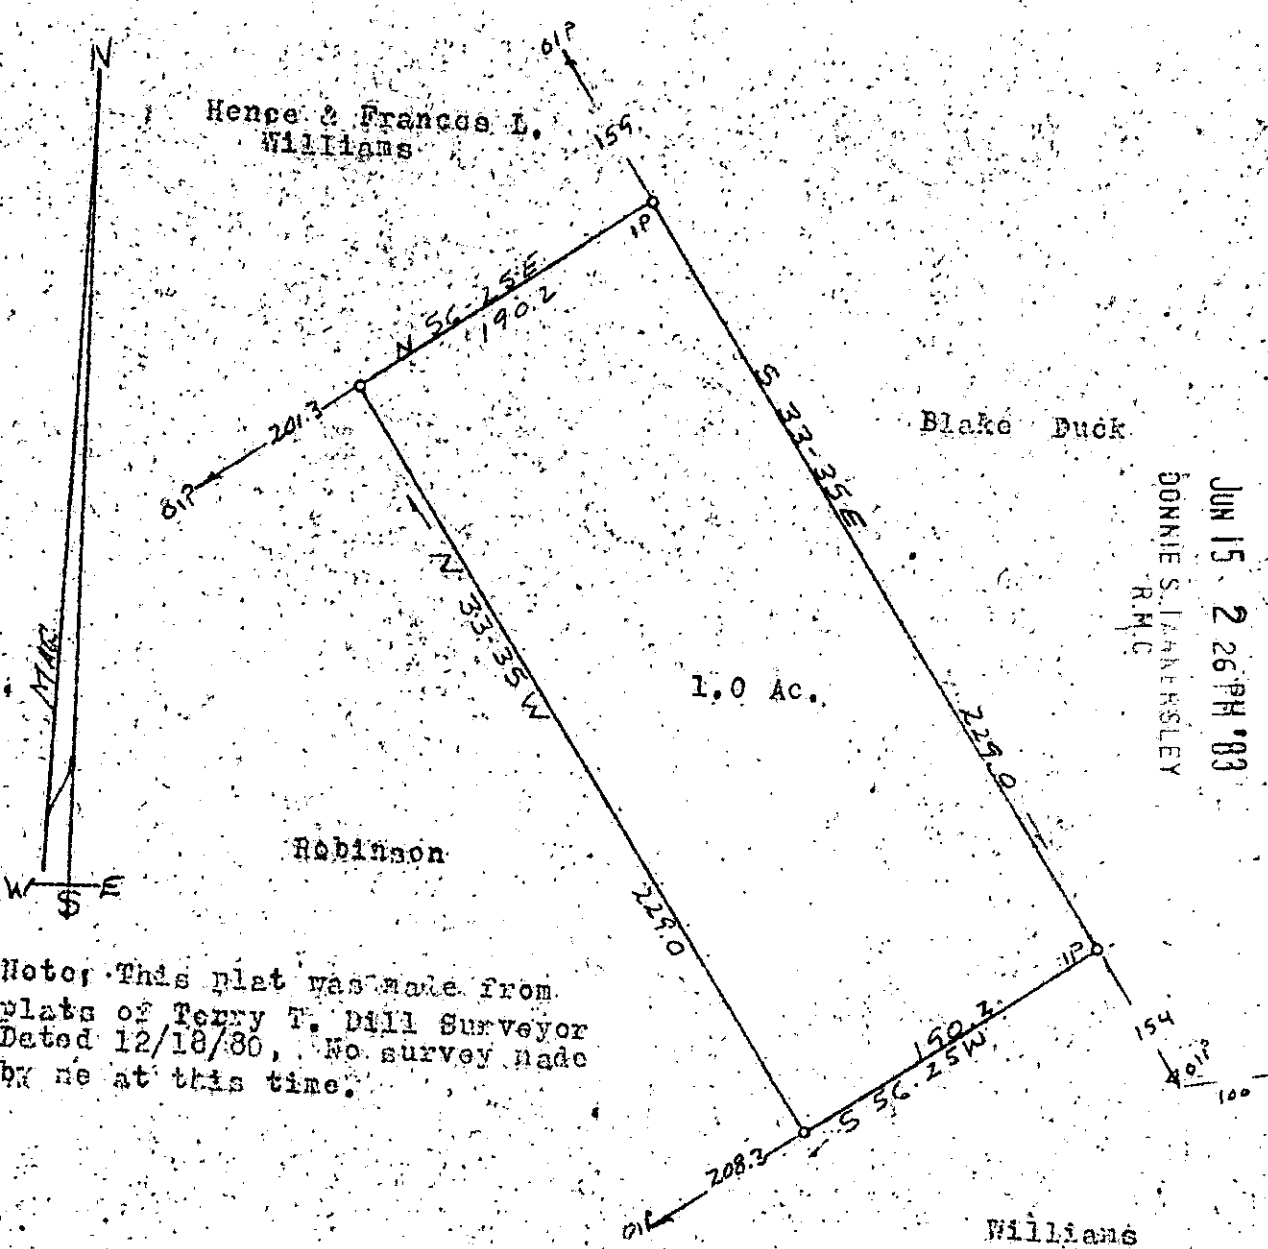 N
Hence & Frances L.
Williams
OIP
154
IP
N 56-25 E
190.2
201.3
OIP
S 33-35 E
229.0
Blake Duck
JUN 15 2 26 PM '83
DONNIE S. TANKERSLEY
R.M.C
MAG
N 33-35 W
229.0
1.0 Ac.
Robinson
W E
S
Note: This plat was made from
plats of Terry T. Dill Surveyor
Dated 12/18/80, No survey made
by me at this time.
IP
190.2
S 56-25 W
154
OIP
100
208.3
OIP
Williams